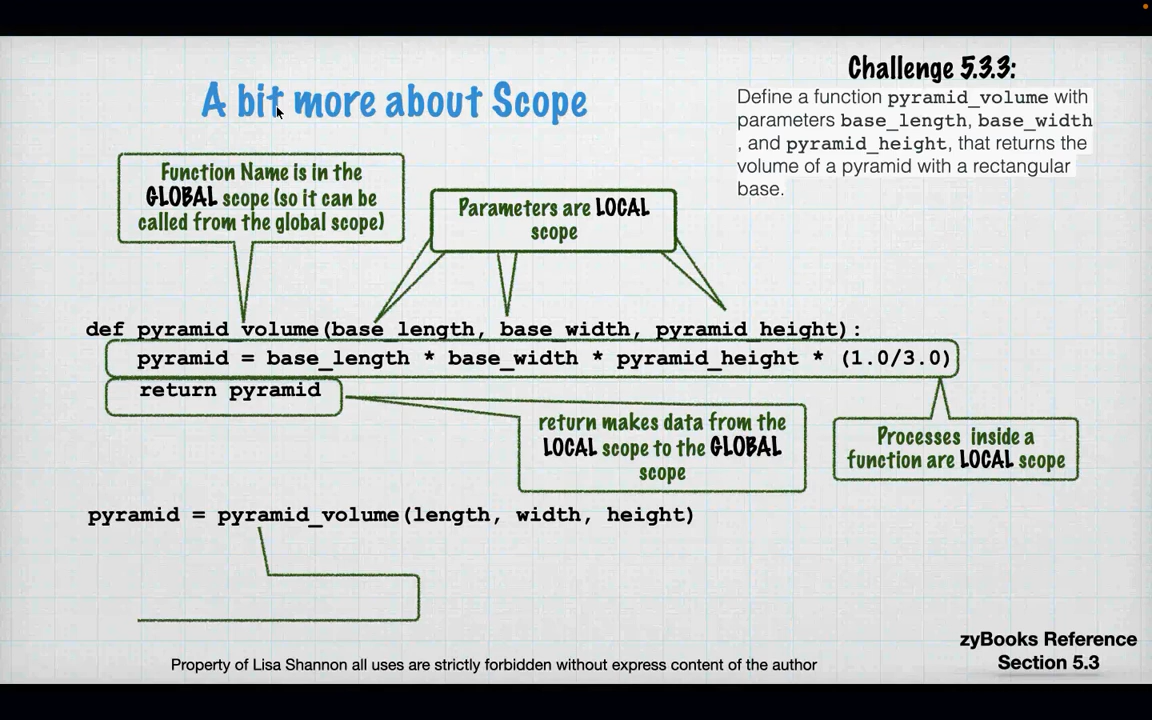 A bit more about Scope
Challenge 5.3.3:
Define a function pyramid_volume with
parameters base_length, base_width
, and pyramid_height, that returns the
volume of a pyramid with a rectangular
base.
Function Name is in the
GLOBAL scope (so it can be
called from the global scope)
Parameters are LOCAL
scope
def pyramid_volume(base_length, base_width, pyramid_height):
pyramid = base_length * base_width * pyramid_height * (1.0/3.0)
return pyramid
return makes data from the
LOCAL scope to the GLOBAL
scope
Processes inside a
function are LOCAL scope
pyramid = pyramid_volume(length, width, height)
zyBooks Reference
Section 5.3
Property of Lisa Shannon all uses are strictly forbidden without express content of the author